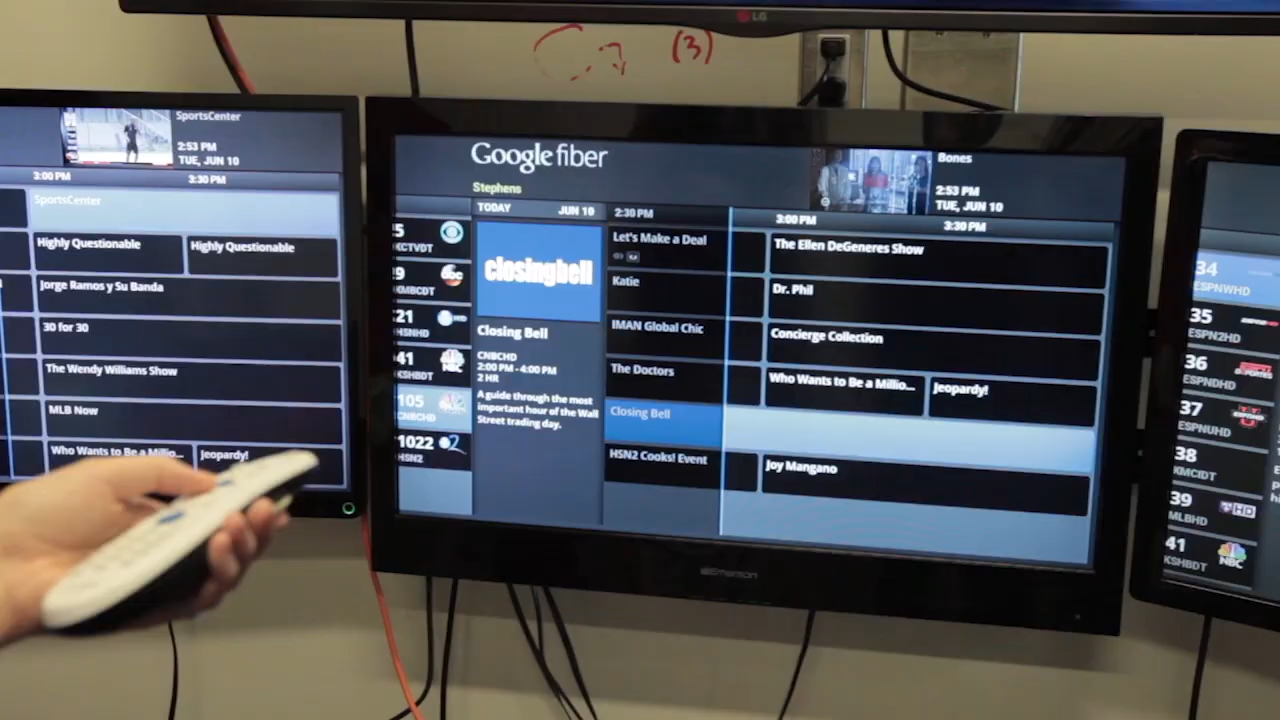 LG
(3)
SportsCenter
2:53 PM
TUE, JUN 10
3:00 PM 3:30 PM
SportsCenter
Highly Questionable Highly Questionable
Jorge Ramos y Su Banda
30 for 30
The Wendy Williams Show
MLB Now
Who Wants to Be a Millio... Jeopardy!
Google fiber
Stephens
Bones
2:53 PM
TUE, JUN 10
TODAY JUN 10 2:30 PM 3:00 PM 3:30 PM
5
KCTVDT
Let's Make a Deal
The Ellen DeGeneres Show
9
KMBCDT
abc
Katie
Dr. Phil
21
HSNHD
IMAN Global Chic
Concierge Collection
41
KSHBDT
NBC
The Doctors
Who Wants to Be a Millio... Jeopardy!
105
CNBCHD
Closing Bell
1022
HSN2
HSN2 Cooks! Event
Joy Mangano
closingbell
Closing Bell
CNBCHD
2:00 PM - 4:00 PM
2 HR
A guide through the most
important hour of the Wall
Street trading day.
Emerson
34
ESPNWHD
35
ESPN2HD
36
ESPNDHD
37
ESPNUHD
38
KMCIDT
39
MLBHD
HD
41
KSHBDT
NBC